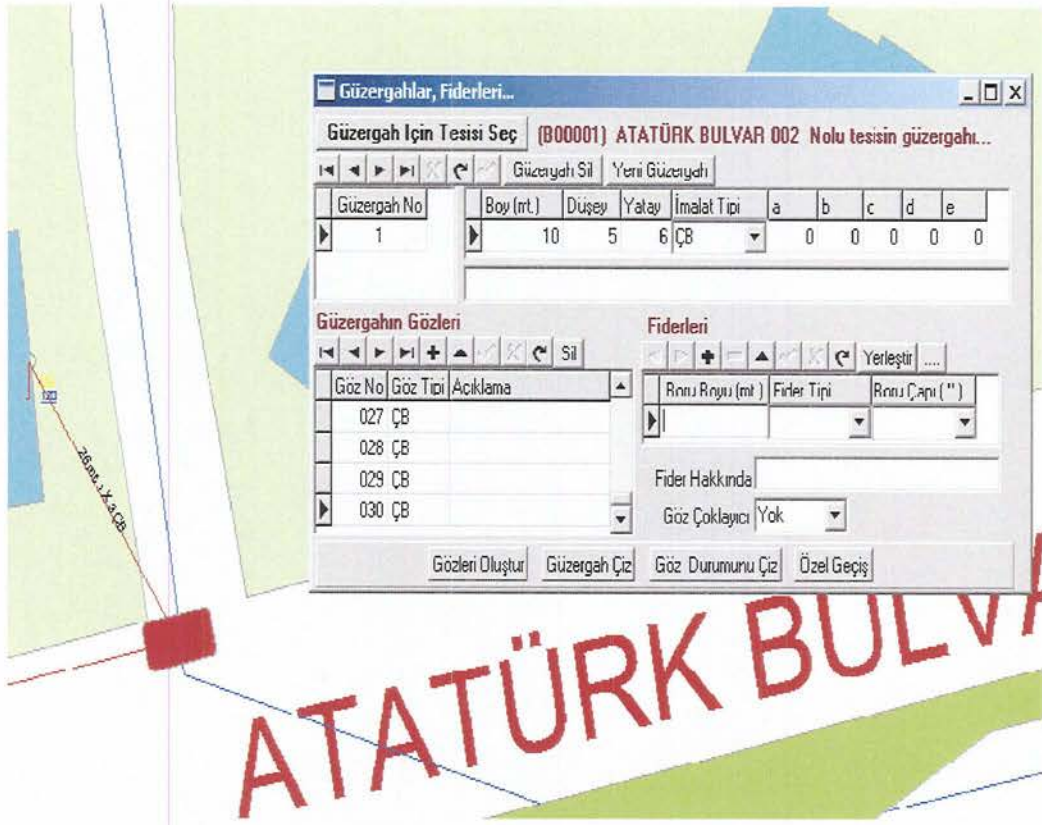 Güzergahlar, Fiderleri...
Güzergah Için Tesisi Seç (B00001) ATATÜRK BULVAR 002 Nolu tesisin güzergahı...
Güzergah Sil Yeni Güzergah
Güzergah No Boy (mt.) Düşey Yatay İmalat Tipi a b c d e
1 10 5 6 ÇB 0 0 0 0 0
Güzergahın Gözleri Fiderleri
Sil Yerleştir ....
Göz No Göz Tipi Açıklama Boru Boyu (mt.) Fider Tipi Boru Çapı ('')
027 ÇB
028 ÇB
029 ÇB
030 ÇB
Fider Hakkında
Göz Çoklayıcı Yok
Gözleri Oluştur Güzergah Çiz Göz Durumunu Çiz Özel Geçiş
ATATÜRK BULVA